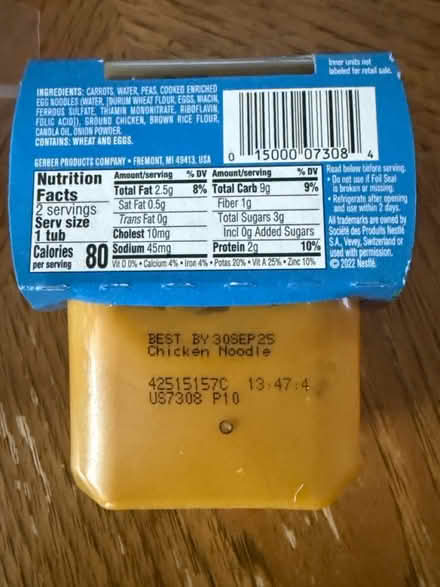 Inner units not
labeled for retail sale.
INGREDIENTS: CARROTS, WATER, PEAS, COOKED ENRICHED
EGG NOODLES (WATER, [DURUM WHEAT FLOUR, EGGS, NIACIN,
FERROUS SULFATE, THIAMIN MONONITRATE, RIBOFLAVIN,
FOLIC ACID]), GROUND CHICKEN, BROWN RICE FLOUR,
CANOLA OIL, ONION POWDER.
CONTAINS: WHEAT AND EGGS.
GERBER PRODUCTS COMPANY • FREMONT, MI 49413, USA
0 15000 07308 4
Nutrition
Facts
2 servings
Serv size
1 tub
Calories 80
per serving
Amount/serving % DV
Total Fat 2.5g 8%
Sat Fat 0.5g
Trans Fat 0g
Cholest 10mg
Sodium 45mg
Amount/serving % DV
Total Carb 9g 9%
Fiber 1g
Total Sugars 3g
Incl 0g Added Sugars
Protein 2g 10%
Vit D 0% • Calcium 4% • Iron 4% • Potas 20% • Vit A 25% • Zinc 10%
Read below before serving.
• Do not use if Foil Seal
is broken or missing.
• Refrigerate after opening
and use within 2 days.
All trademarks are owned by
Société des Produits Nestlé
S.A., Vevey, Switzerland or
used with permission.
© 2022 Nestlé.
BEST BY 30SEP25
Chicken Noodle
42515157C 13:47:4
US7308 P10